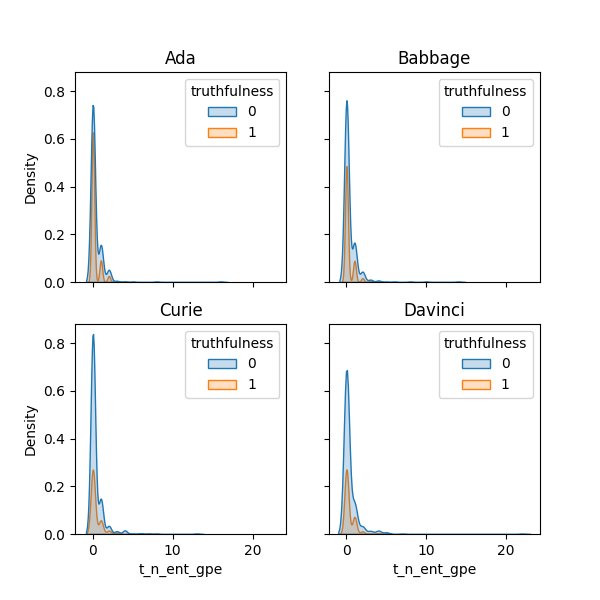 Ada
Babbage
truthfulness
0
1
truthfulness
0
1
0.8
0.6
0.4
0.2
0.0
Density
Curie
Davinci
truthfulness
0
1
truthfulness
0
1
0.8
0.6
0.4
0.2
0.0
Density
0
10
20
0
10
20
t_n_ent_gpe
t_n_ent_gpe